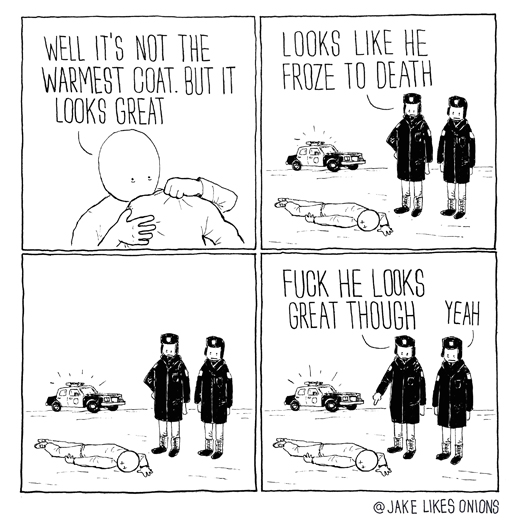 WELL IT'S NOT THE
WARMEST COAT. BUT IT
LOOKS GREAT
LOOKS LIKE HE
FROZE TO DEATH
FUCK HE LOOKS
GREAT THOUGH
YEAH
@JAKE LIKES ONIONS